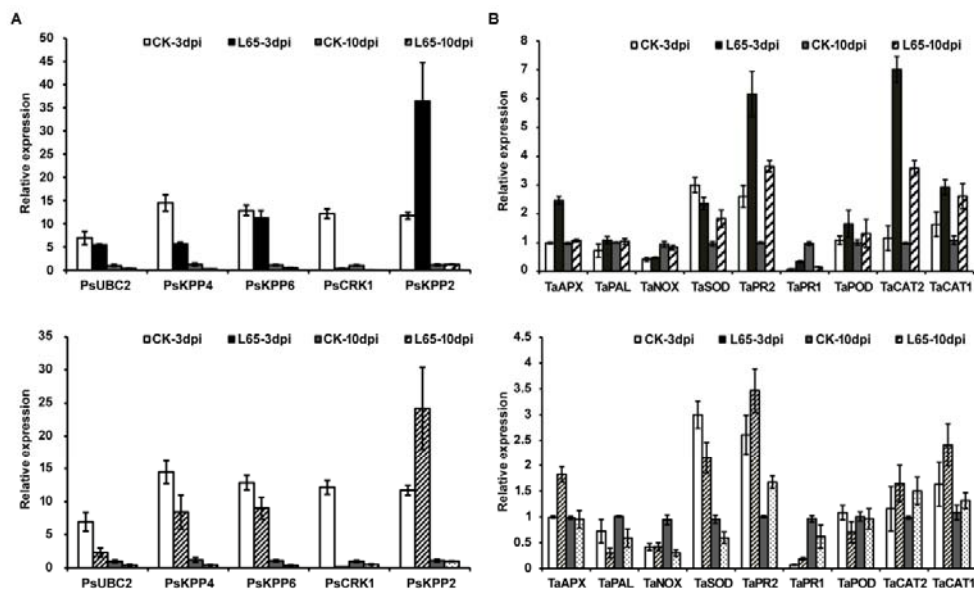 A
CK-3dpi L65-3dpi CK-10dpi L65-10dpi
Relative expression
50
45
40
35
30
25
20
15
10
5
0
PsUBC2 PsKPP4 PsKPP6 PsCRK1 PsKPP2
B
CK-3dpi L65-3dpi CK-10dpi L65-10dpi
Relative expression
8
7
6
5
4
3
2
1
0
TaAPX TaPAL TaNOX TaSOD TaPR2 TaPR1 TaPOD TaCAT2 TaCAT1
CK-3dpi L65-3dpi CK-10dpi L65-10dpi
Relative expression
35
30
25
20
15
10
5
0
PsUBC2 PsKPP4 PsKPP6 PsCRK1 PsKPP2
CK-3dpi L65-3dpi CK-10dpi L65-10dpi
Relative expression
4.5
4
3.5
3
2.5
2
1.5
1
0.5
0
TaAPX TaPAL TaNOX TaSOD TaPR2 TaPR1 TaPOD TaCAT2 TaCAT1